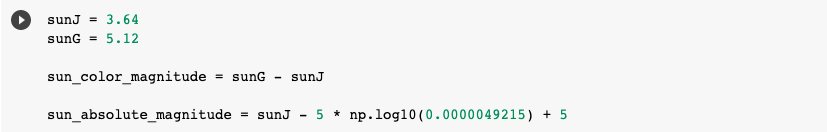 sunJ = 3.64
sunG = 5.12
sun_color_magnitude = sunG - sunJ
sun_absolute_magnitude = sunJ - 5 * np.log10(0.0000049215) + 5